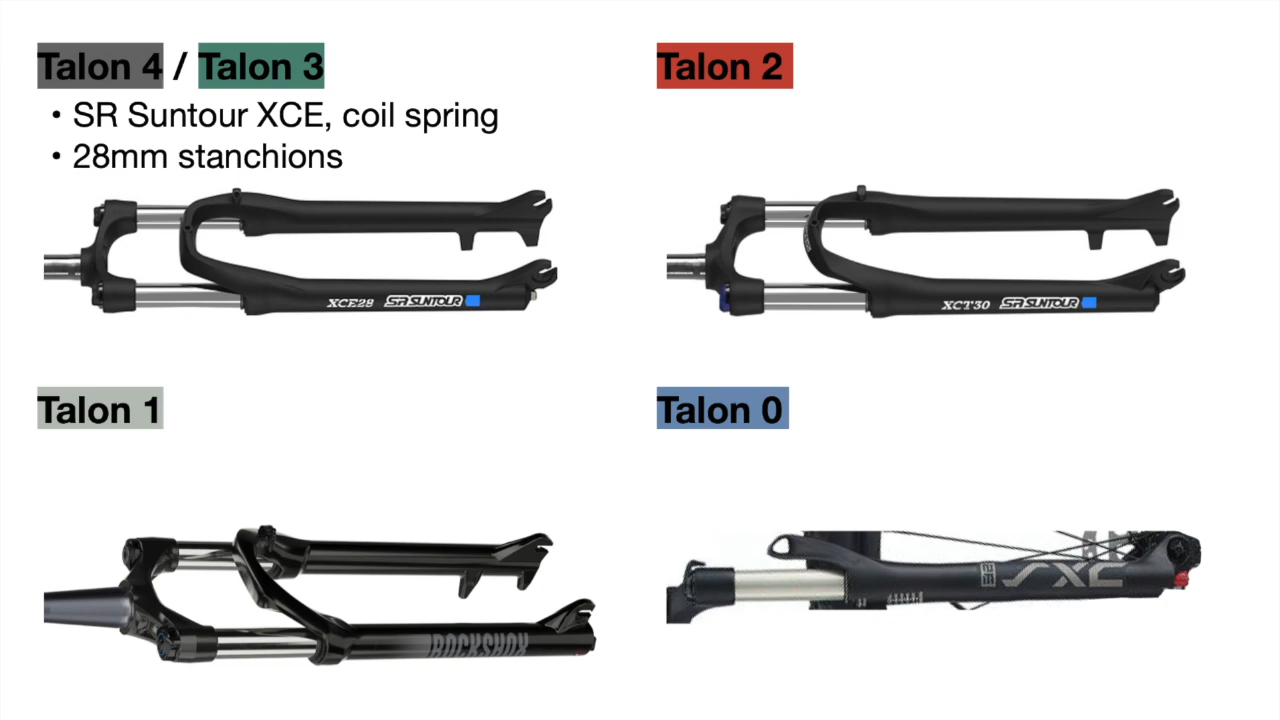 Talon 4 / Talon 3
• SR Suntour XCE, coil spring
• 28mm stanchions
XCE28 SR SUNTOUR
Talon 2
XCT30 SR SUNTOUR
Talon 1
ROCKSHOX
Talon 0
SXC